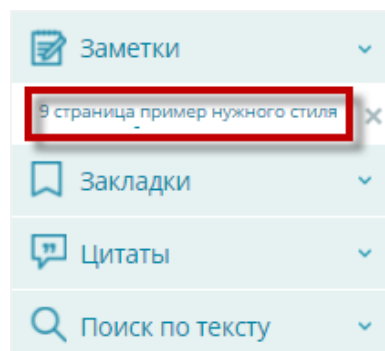 Заметки
9 страница пример нужного стиля
Закладки
Цитаты
Поиск по тексту